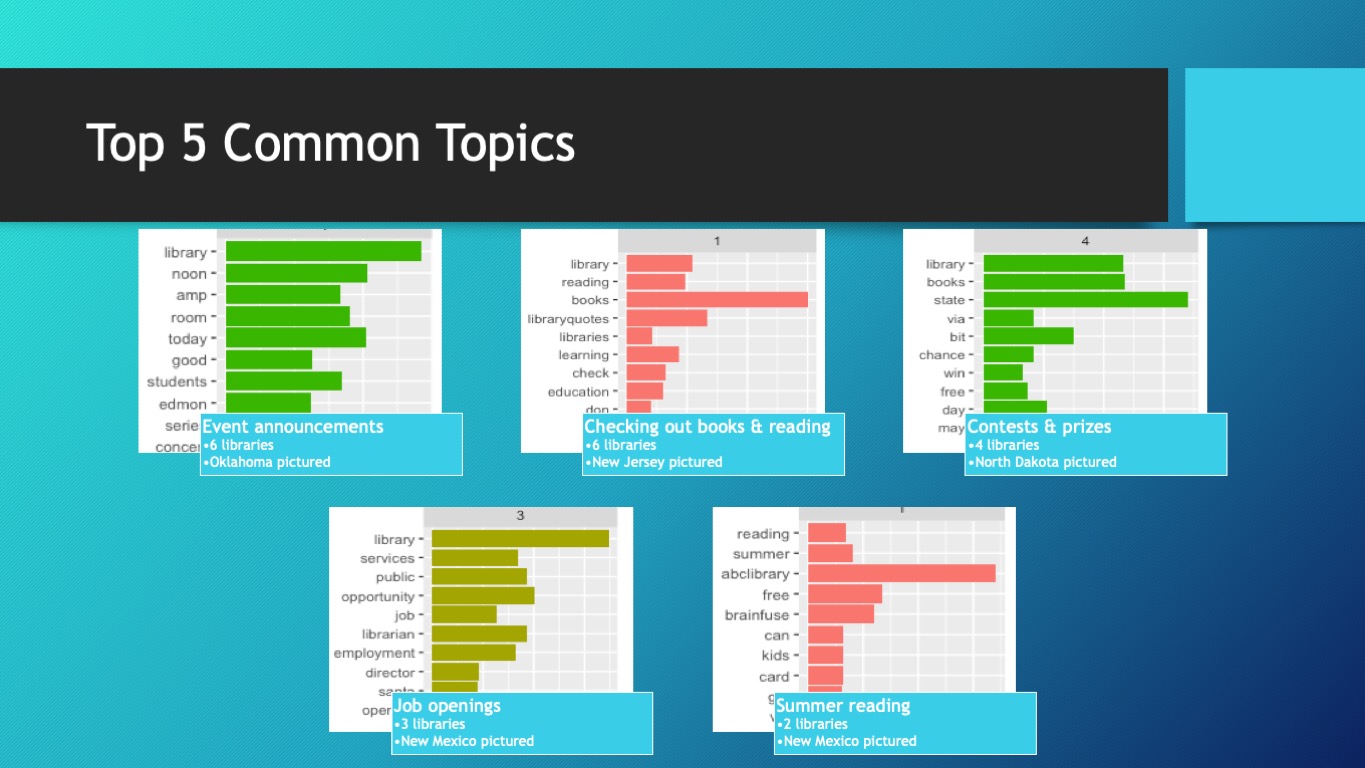 Top 5 Common Topics
library
noon
amp
room
today
good
students
edmon
Event announcements
•6 libraries
•Oklahoma pictured
1
library
reading
books
libraryquotes
libraries
learning
check
education
don
Checking out books & reading
•6 libraries
•New Jersey pictured
4
library
books
state
via
bit
chance
win
free
day
may
Contests & prizes
•4 libraries
•North Dakota pictured
3
library
services
public
opportunity
job
librarian
employment
director
santa
Job openings
•3 libraries
•New Mexico pictured
reading
summer
abclibrary
free
brainfuse
can
kids
card
Summer reading
•2 libraries
•New Mexico pictured